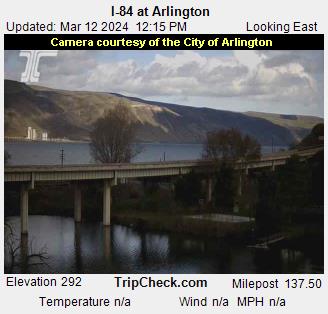 I-84 at Arlington
Updated: Mar 12 2024 12:15 PM Looking East
Camera courtesy of the City of Arlington
Elevation 292 TripCheck.com Milepost 137.50
Temperature n/a Wind n/a MPH n/a